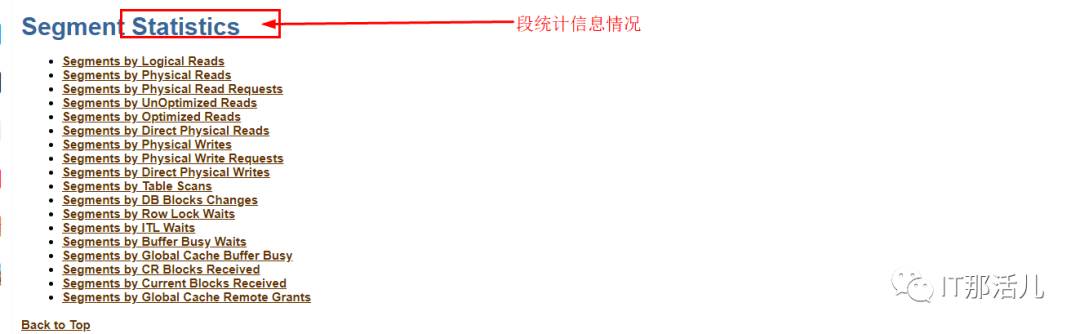 Segment Statistics
段统计信息情况
Segments by Logical Reads
Segments by Physical Reads
Segments by Physical Read Requests
Segments by UnOptimized Reads
Segments by Optimized Reads
Segments by Direct Physical Reads
Segments by Physical Writes
Segments by Physical Write Requests
Segments by Direct Physical Writes
Segments by Table Scans
Segments by DB Blocks Changes
Segments by Row Lock Waits
Segments by ITL Waits
Segments by Buffer Busy Waits
Segments by Global Cache Buffer Busy
Segments by CR Blocks Received
Segments by Current Blocks Received
Segments by Global Cache Remote Grants
IT那活儿
Back to Top